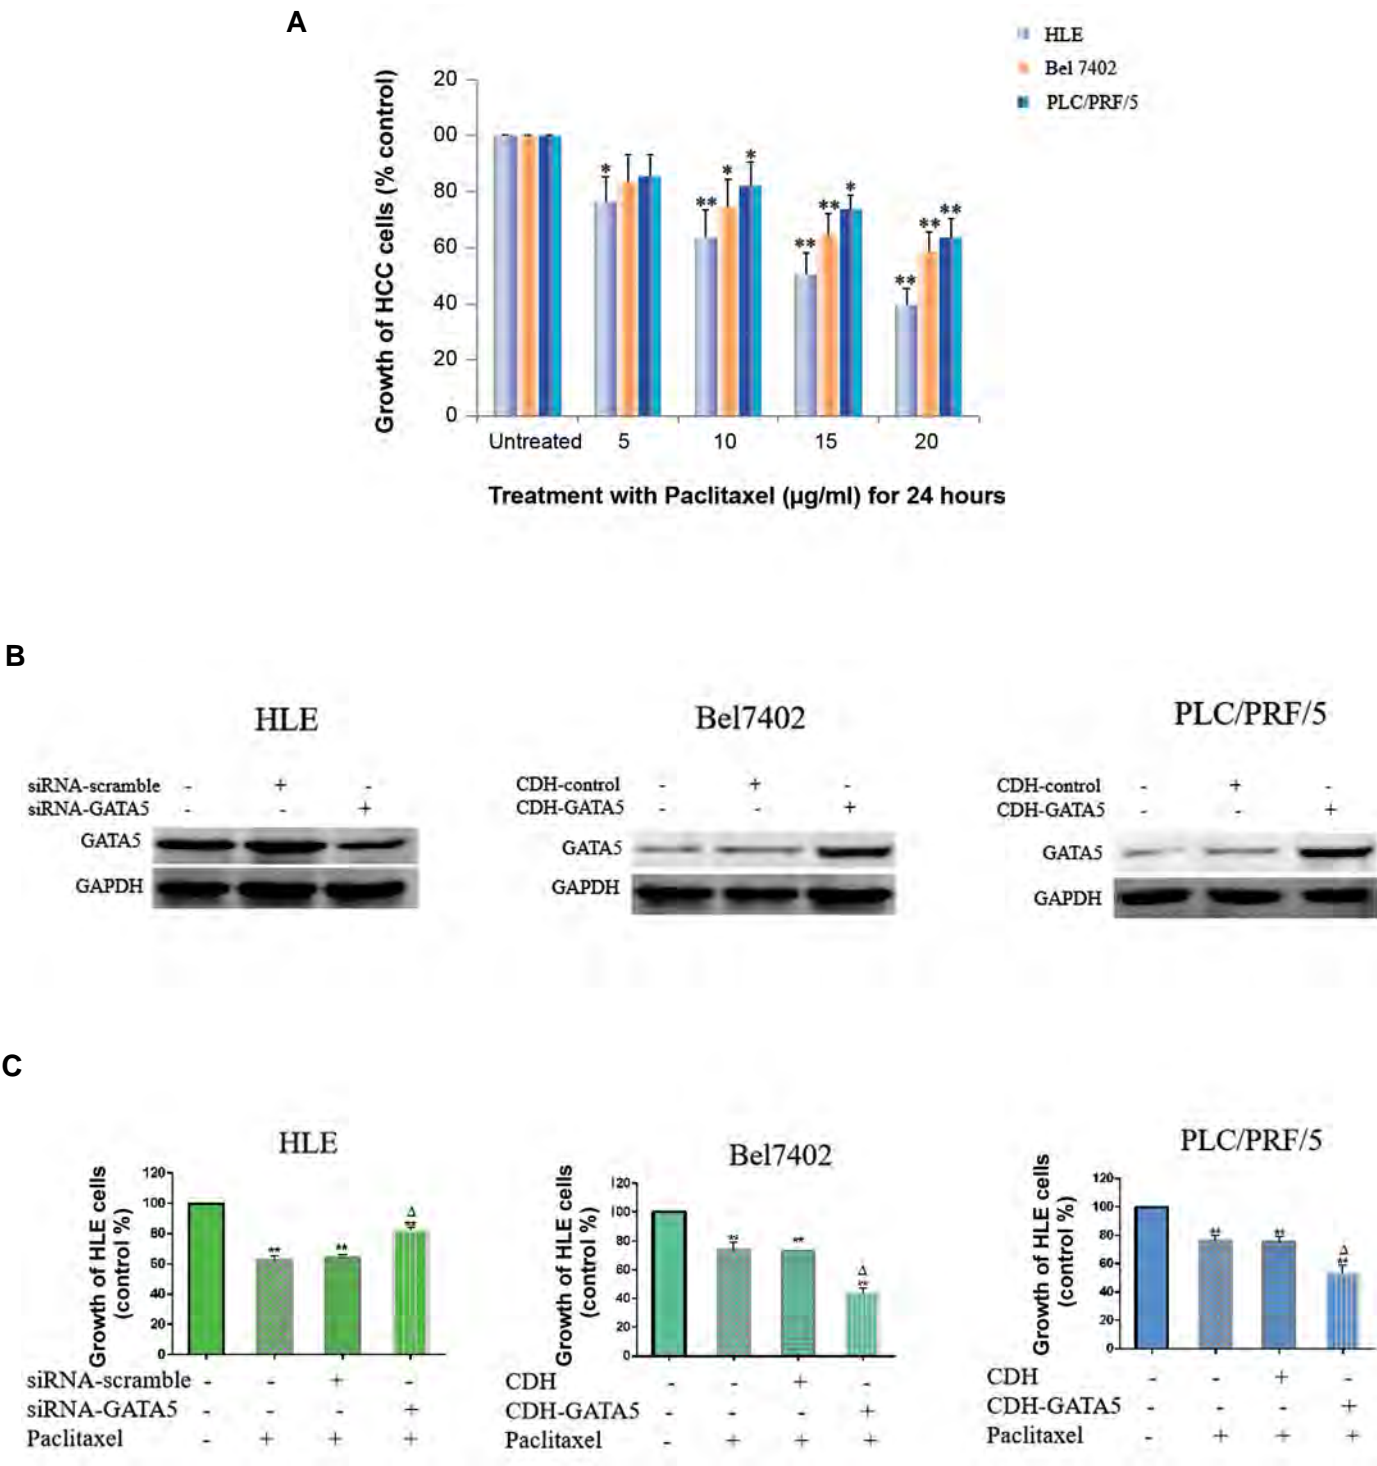 A
HLE
Bel 7402
PLC/PRF/5
Growth of HCC cells (% control)
20
00
80
60
40
20
0
*
** * *
** ** *
** ** **
Untreated 5 10 15 20
Treatment with Paclitaxel (µg/ml) for 24 hours
B
HLE
siRNA-scramble - + -
siRNA-GATA5 - - +
GATA5
GAPDH
Bel7402
CDH-control - + -
CDH-GATA5 - - +
GATA5
GAPDH
PLC/PRF/5
CDH-control - + -
CDH-GATA5 - - +
GATA5
GAPDH
C
HLE
Growth of HLE cells
(control %)
120
100
80
60
40
20
0
** ** Δ **
siRNA-scramble - - + -
siRNA-GATA5 - - - +
Paclitaxel - + + +
Bel7402
Growth of HLE cells
(control %)
120
100
80
60
40
20
0
** ** Δ **
CDH - - + -
CDH-GATA5 - - - +
Paclitaxel - + + +
PLC/PRF/5
Growth of HLE cells
(control %)
120
100
80
60
40
20
0
** ** Δ **
CDH - - + -
CDH-GATA5 - - - +
Paclitaxel - + + +